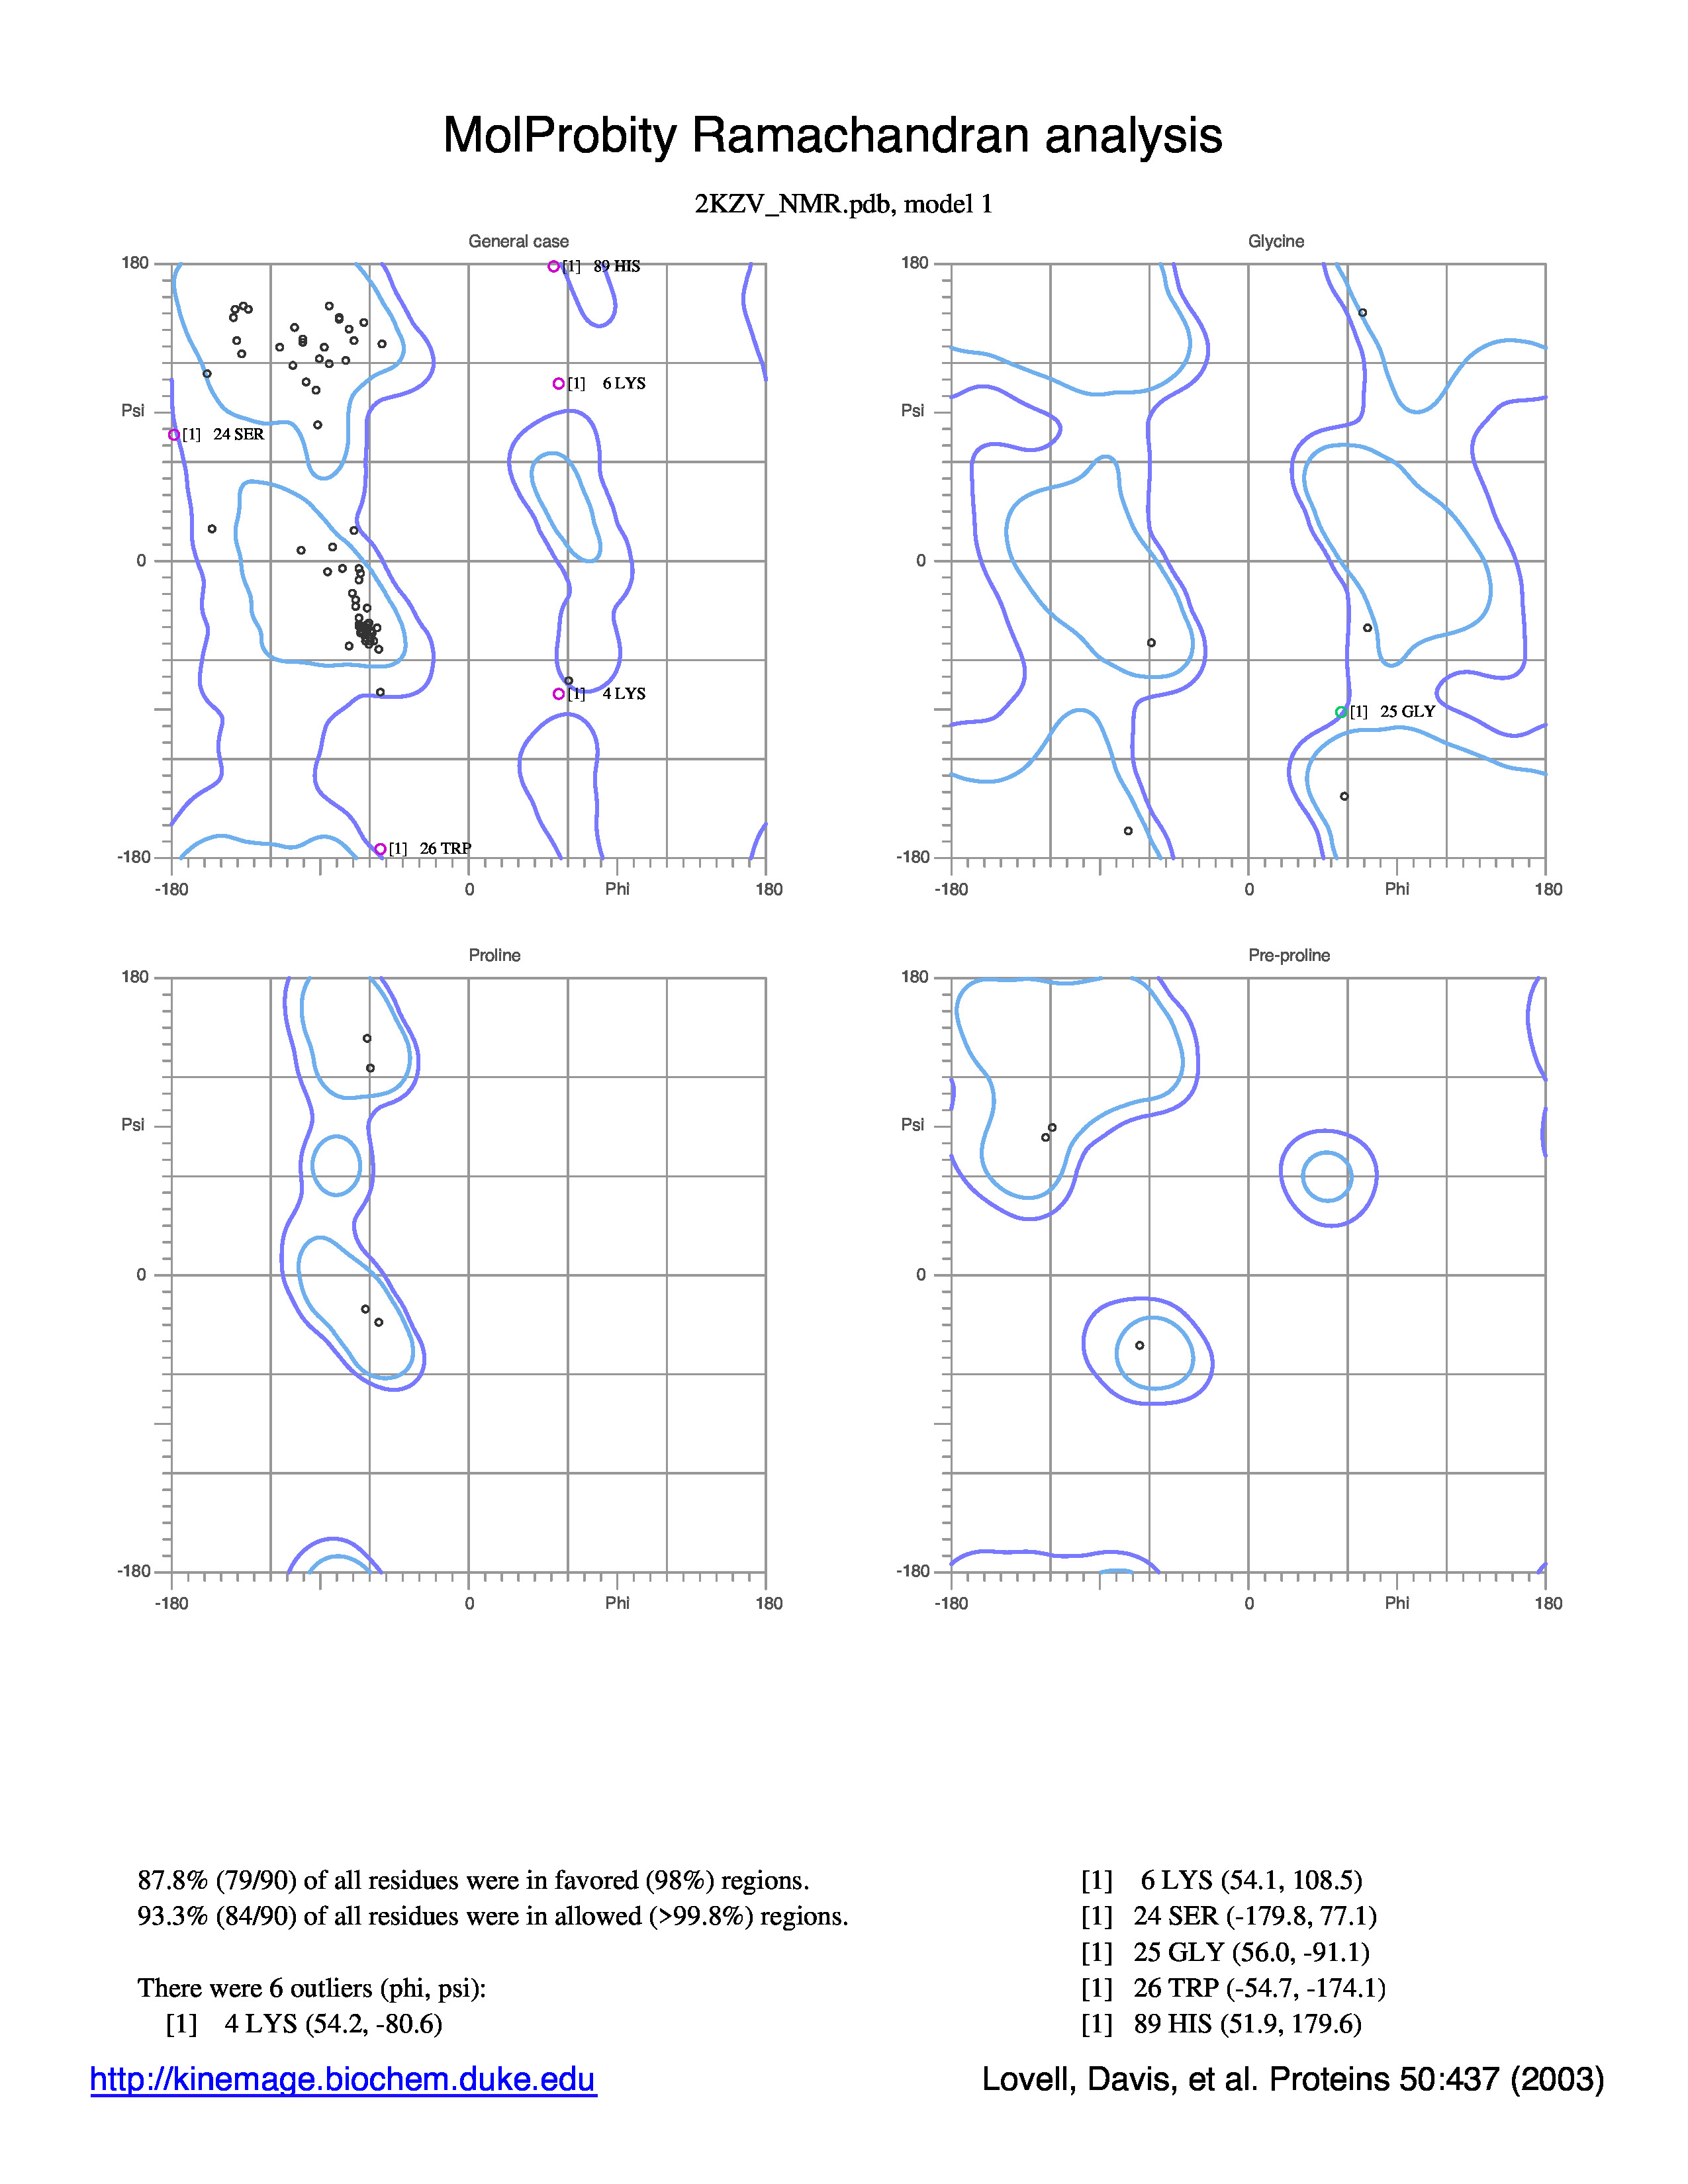 MolProbity Ramachandran analysis
2KZV_NMR.pdb, model 1
General case
180
Psi
0
-180
-180
0
Phi
180
[1] 89 HIS
[1] 6 LYS
[1] 24 SER
[1] 4 LYS
[1] 26 TRP
Glycine
180
Psi
0
-180
-180
0
Phi
180
[1] 25 GLY
Proline
180
Psi
0
-180
-180
0
Phi
180
Pre-proline
180
Psi
0
-180
-180
0
Phi
180
87.8% (79/90) of all residues were in favored (98%) regions.
93.3% (84/90) of all residues were in allowed (>99.8%) regions.
There were 6 outliers (phi, psi):
[1] 4 LYS (54.2, -80.6)
[1] 6 LYS (54.1, 108.5)
[1] 24 SER (-179.8, 77.1)
[1] 25 GLY (56.0, -91.1)
[1] 26 TRP (-54.7, -174.1)
[1] 89 HIS (51.9, 179.6)
http://kinemage.biochem.duke.edu
Lovell, Davis, et al. Proteins 50:437 (2003)